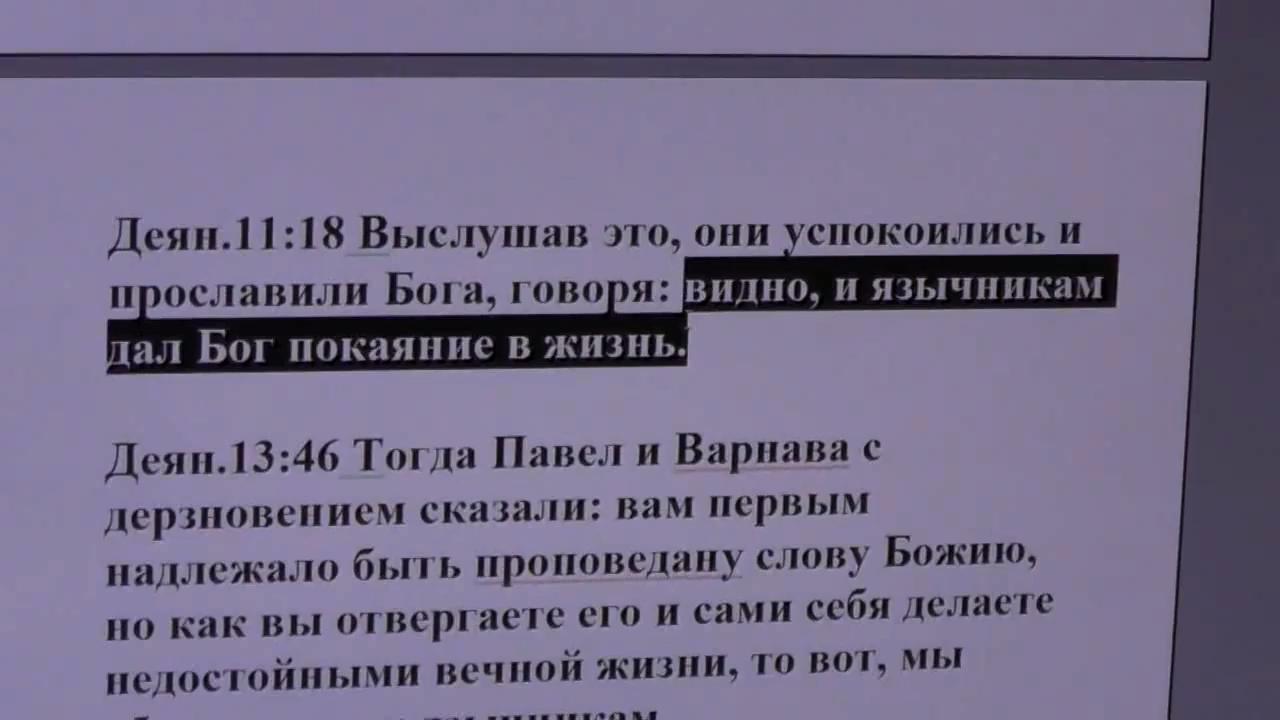 Деян.11:18 Выслушав это, они успокоились и
прославили Бога, говоря: видно, и язычникам
дал Бог покаяние в жизнь.
Деян.13:46 Тогда Павел и Варнава с
дерзновением сказали: вам первым
надлежало быть проповедану слову Божию,
но как вы отвергаете его и сами себя делаете
недостойными вечной жизни, то вот, мы